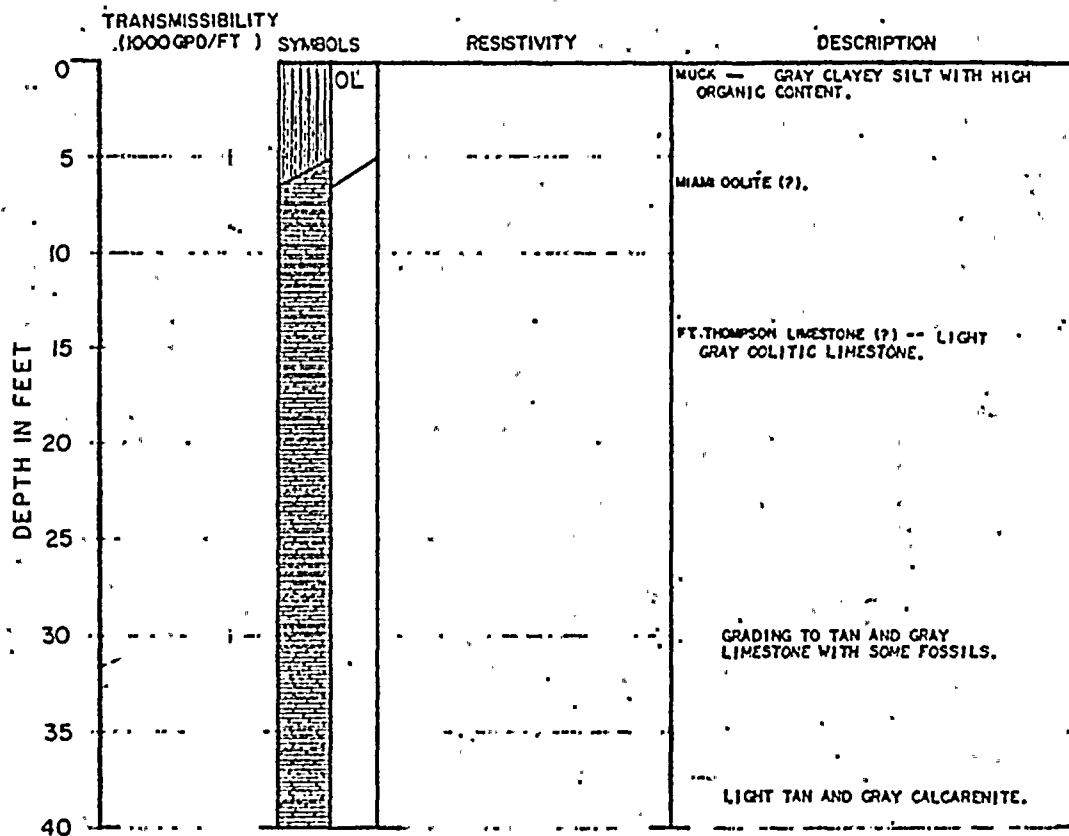 TRANSMISSIBILITY
(1000 GPD/FT ) SYMBOLS RESISTIVITY DESCRIPTION
0 OL MUCK — GRAY CLAYEY SILT WITH HIGH
ORGANIC CONTENT.
5
MIAMI OOLITE (?).
10
FT. THOMPSON LIMESTONE (?) -- LIGHT
15 GRAY OOLITIC LIMESTONE.
DEPTH IN FEET
20
25
30 GRADING TO TAN AND GRAY
LIMESTONE WITH SOME FOSSILS.
35
LIGHT TAN AND GRAY CALCARENITE.
40